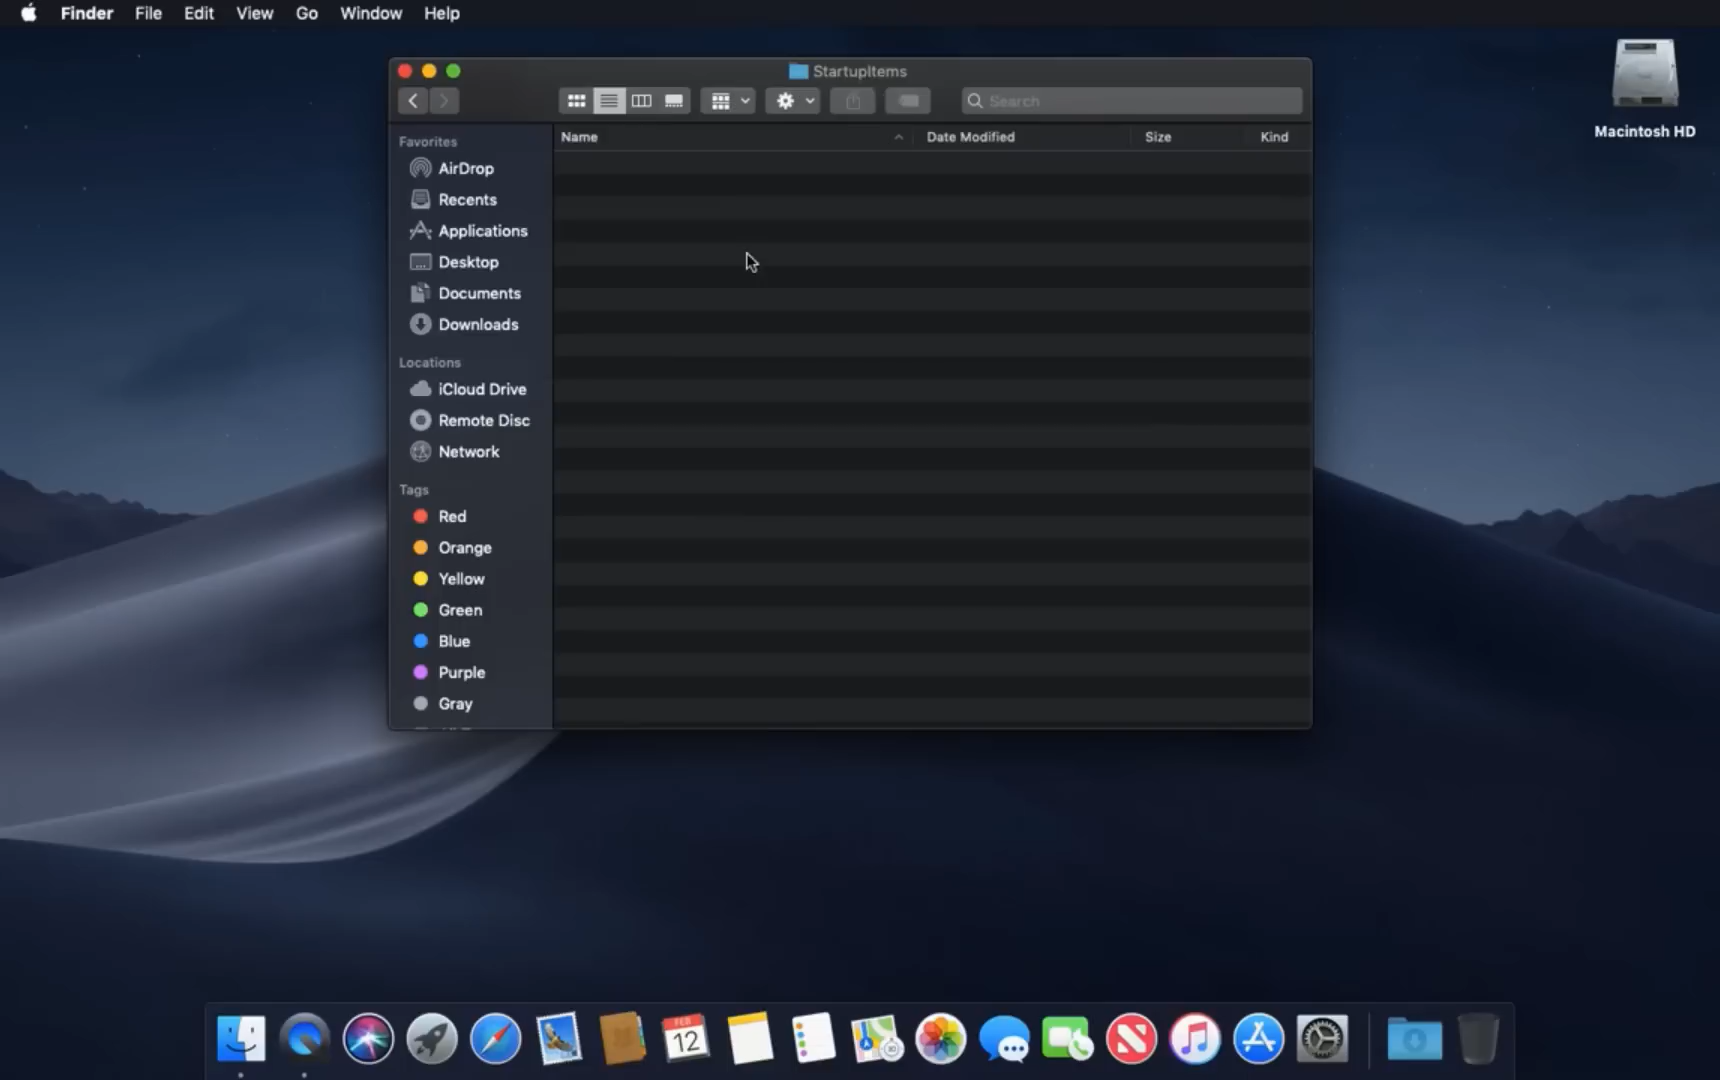 Finder File Edit View Go Window Help
StartupItems
Search
Name Date Modified Size Kind
Favorites
AirDrop
Recents
Applications
Desktop
Documents
Downloads
Locations
iCloud Drive
Remote Disc
Network
Tags
Red
Orange
Yellow
Green
Blue
Purple
Gray
Macintosh HD
FEB
12